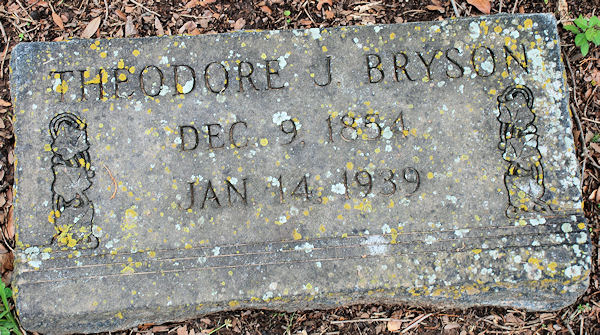 THEODORE J BRYSON
DEC. 9, 1854
JAN 14, 1939